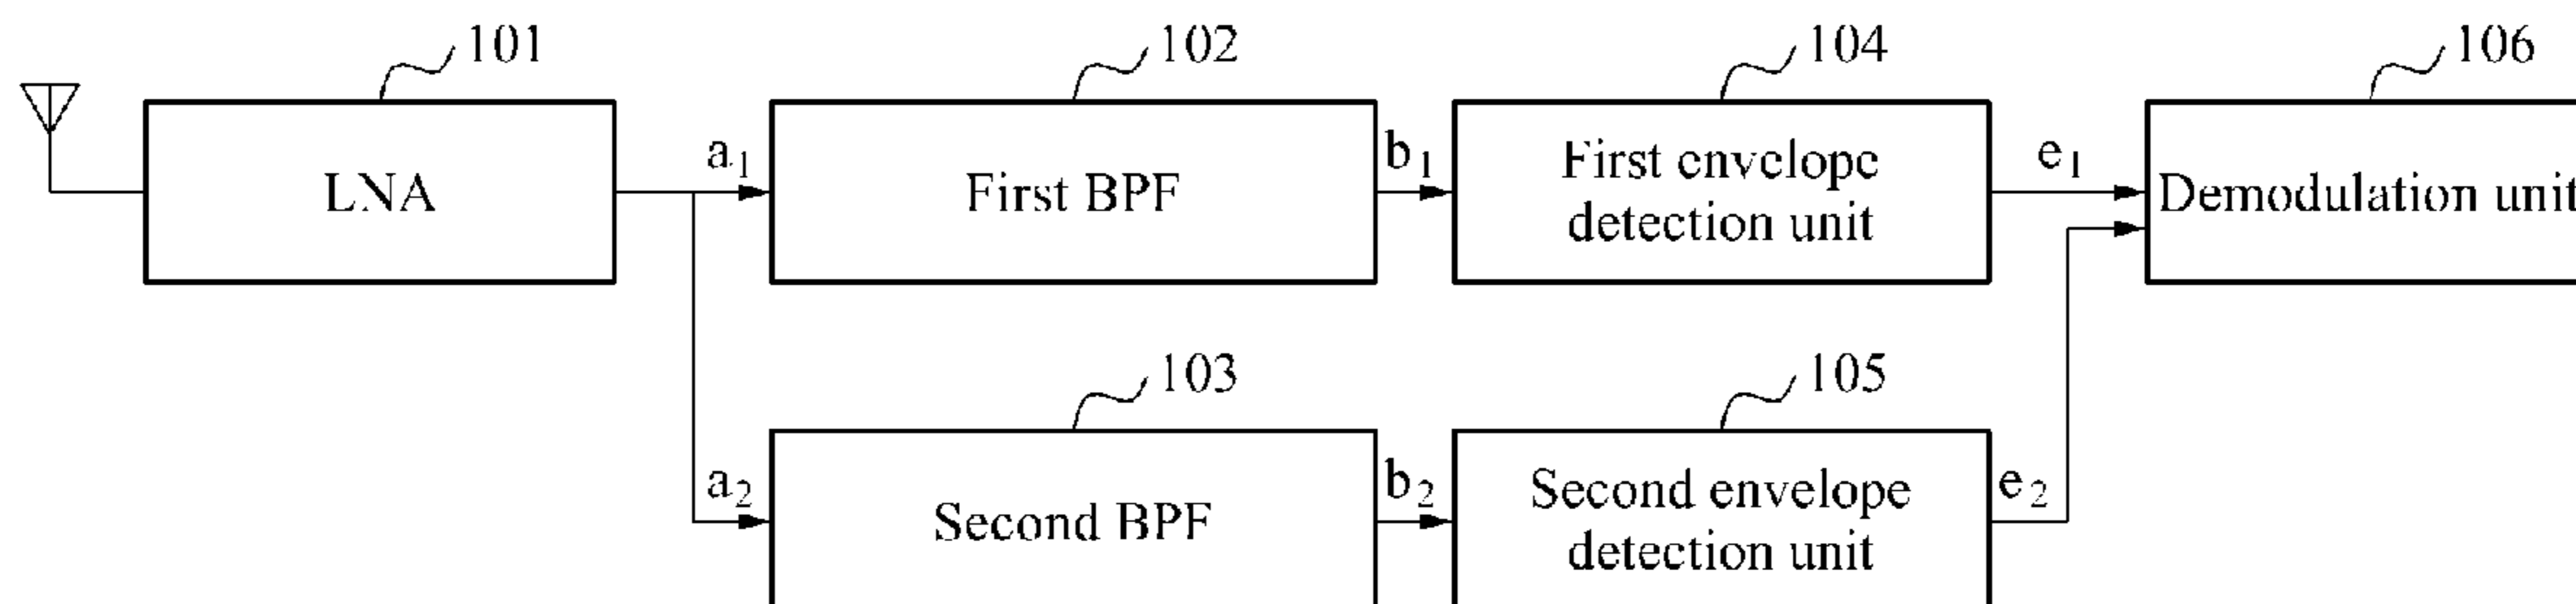 101
102
104
106
LNA
a1
First BPF
b1
First envelope
detection unit
e1
Demodulation unit
103
105
a2
Second BPF
b2
Second envelope
detection unit
e2